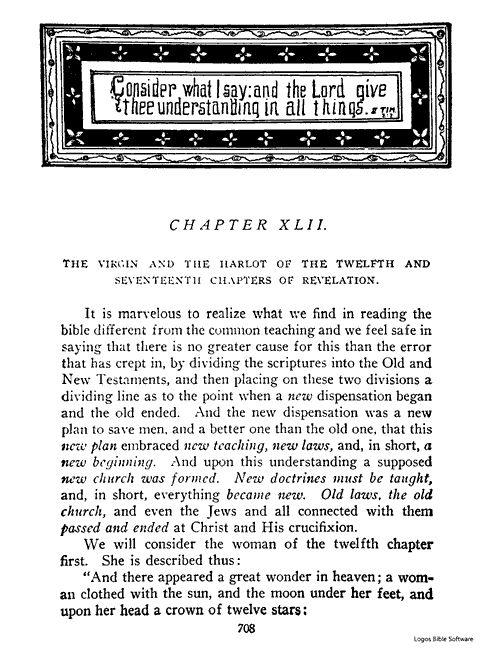 Consider what I say: and the Lord give
thee understanding in all things. 2 TIM.
CHAPTER XLII.
THE VIRGIN AND THE HARLOT OF THE TWELFTH AND
SEVENTEENTH CHAPTERS OF REVELATION.
It is marvelous to realize what we find in reading the
bible different from the common teaching and we feel safe in
saying that there is no greater cause for this than the error
that has crept in, by dividing the scriptures into the Old and
New Testaments, and then placing on these two divisions a
dividing line as to the point when a new dispensation began
and the old ended. And the new dispensation was a new
plan to save men, and a better one than the old one, that this
new plan embraced new teaching, new laws, and, in short, a
new beginning. And upon this understanding a supposed
new church was formed. New doctrines must be taught,
and, in short, everything became new. Old laws, the old
church, and even the Jews and all connected with them
passed and ended at Christ and His crucifixion.
We will consider the woman of the twelfth chapter
first. She is described thus:
"And there appeared a great wonder in heaven; a wom-
an clothed with the sun, and the moon under her feet, and
upon her head a crown of twelve stars:
708
Logos Bible Software